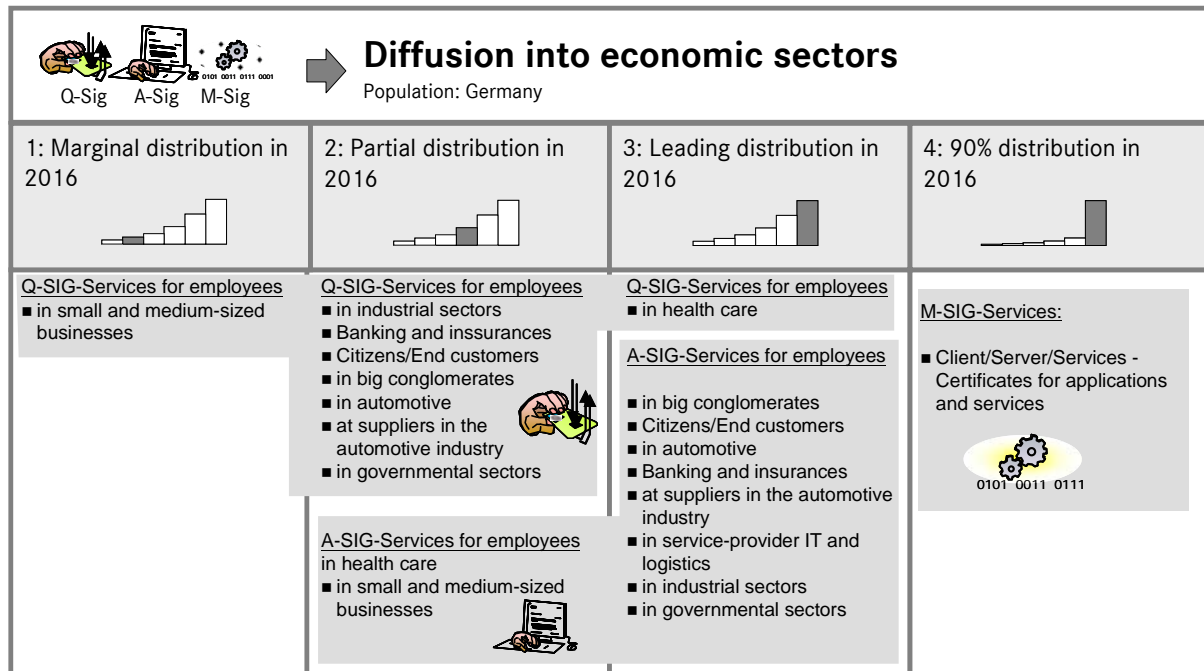 0101 0011 0111 0001
Q-Sig A-Sig M-Sig
Diffusion into economic sectors
Population: Germany
1: Marginal distribution in
2016
2: Partial distribution in
2016
3: Leading distribution in
2016
4: 90% distribution in
2016
Q-SIG-Services for employees
■ in small and medium-sized
businesses
Q-SIG-Services for employees
■ in industrial sectors
■ Banking and inssurances
■ Citizens/End customers
■ in big conglomerates
■ in automotive
■ at suppliers in the
automotive industry
■ in governmental sectors
A-SIG-Services for employees
in health care
■ in small and medium-sized
businesses
Q-SIG-Services for employees
■ in health care
A-SIG-Services for employees
■ in big conglomerates
■ Citizens/End customers
■ in automotive
■ Banking and insurances
■ at suppliers in the automotive
industry
■ in service-provider IT and
logistics
■ in industrial sectors
■ in governmental sectors
M-SIG-Services:
■ Client/Server/Services -
Certificates for applications
and services
0101 0011 0111